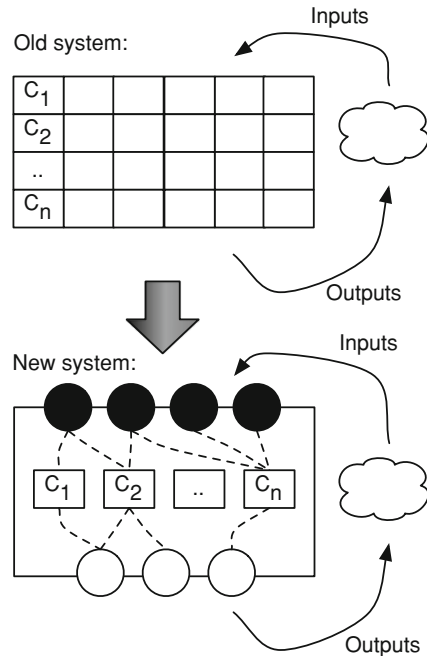 Inputs
Old system:
C1
C2
..
Cn
Outputs
Inputs
New system:
C1 C2 .. Cn
Outputs